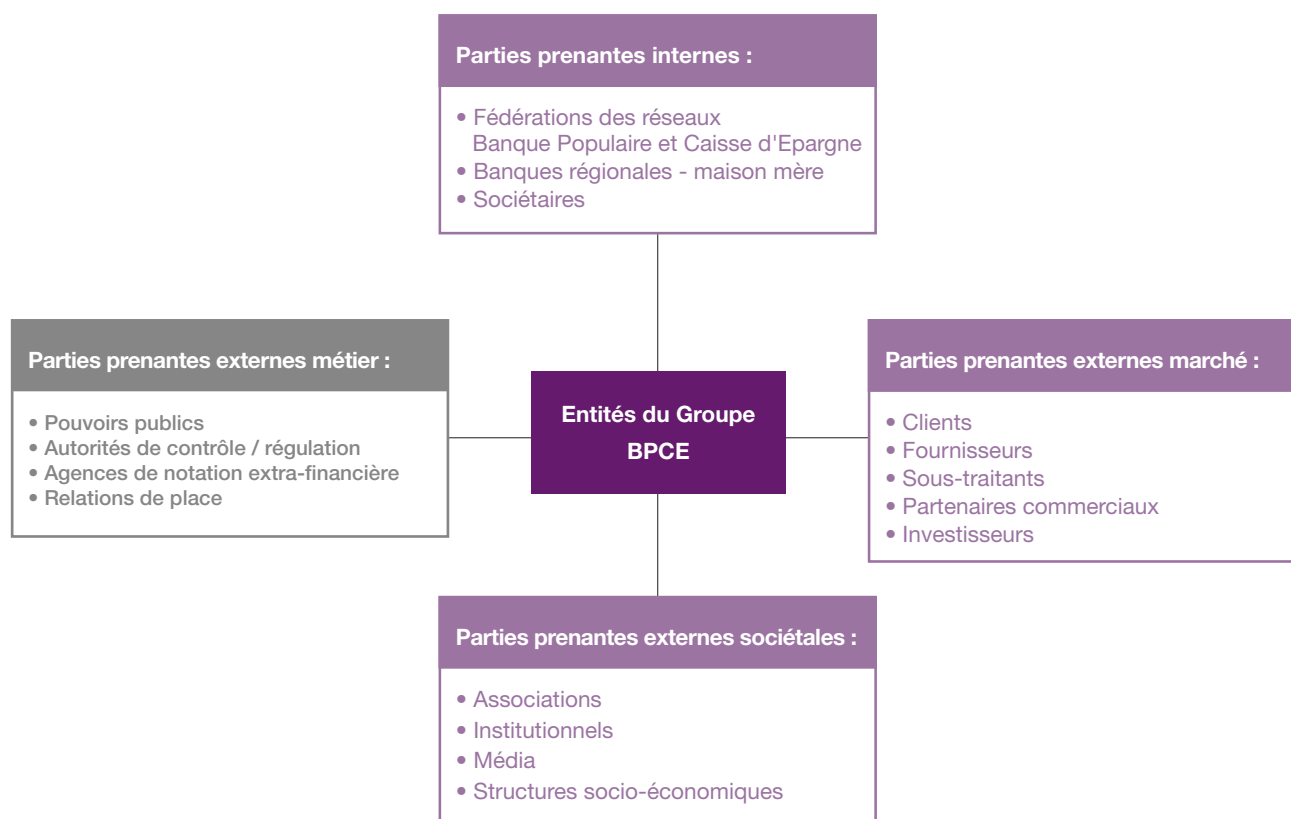 Parties prenantes internes :
• Fédérations des réseaux
Banque Populaire et Caisse d'Epargne
• Banques régionales - maison mère
• Sociétaires
Parties prenantes externes métier :
• Pouvoirs publics
• Autorités de contrôle / régulation
• Agences de notation extra-financière
• Relations de place
Entités du Groupe
BPCE
Parties prenantes externes marché :
• Clients
• Fournisseurs
• Sous-traitants
• Partenaires commerciaux
• Investisseurs
Parties prenantes externes sociétales :
• Associations
• Institutionnels
• Média
• Structures socio-économiques